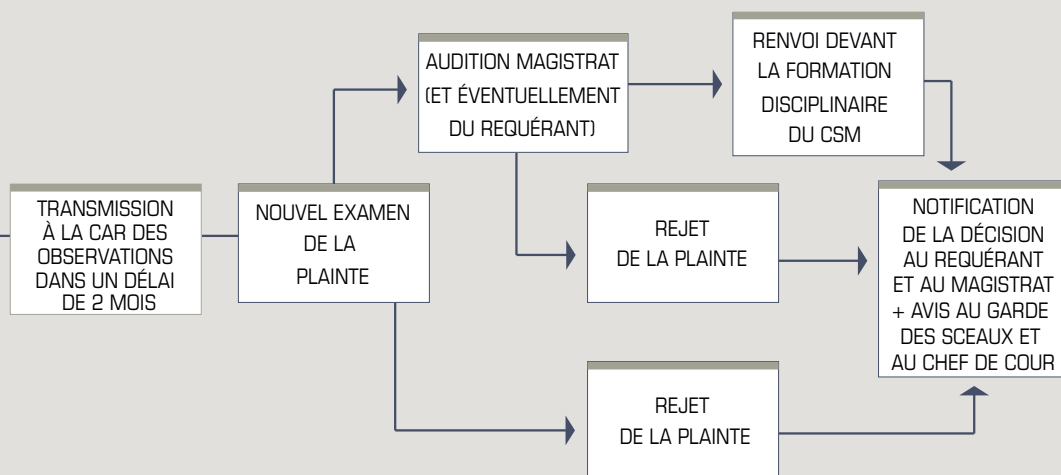 TRANSMISSION
À LA CAR DES
OBSERVATIONS
DANS UN DÉLAI
DE 2 MOIS
NOUVEL EXAMEN
DE LA
PLAINTE
AUDITION MAGISTRAT
(ET ÉVENTUELLEMENT
DU REQUÉRANT)
RENVOI DEVANT
LA FORMATION
DISCIPLINAIRE
DU CSM
REJET
DE LA PLAINTE
REJET
DE LA PLAINTE
NOTIFICATION
DE LA DÉCISION
AU REQUÉRANT
ET AU MAGISTRAT
+ AVIS AU GARDE
DES SCEAUX ET
AU CHEF DE COUR